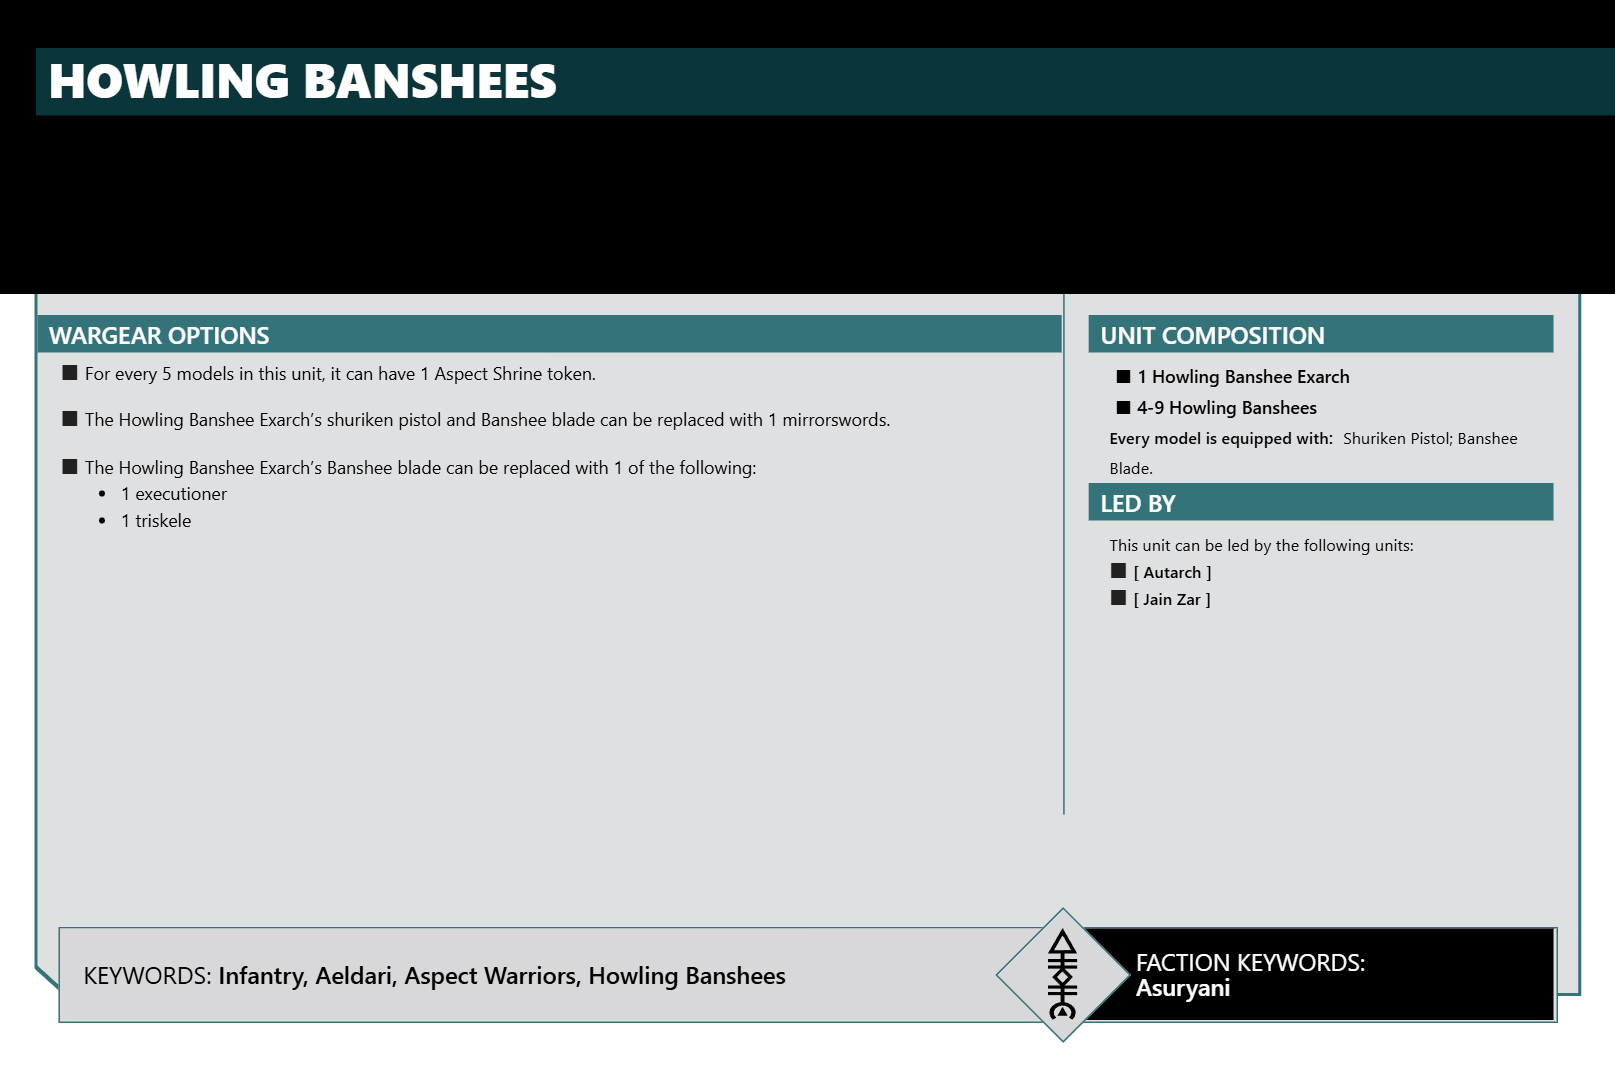 HOWLING BANSHEES
WARGEAR OPTIONS
■ For every 5 models in this unit, it can have 1 Aspect Shrine token.
■ The Howling Banshee Exarch’s shuriken pistol and Banshee blade can be replaced with 1 mirrorswords.
■ The Howling Banshee Exarch’s Banshee blade can be replaced with 1 of the following:
• 1 executioner
• 1 triskele
UNIT COMPOSITION
■ 1 Howling Banshee Exarch
■ 4-9 Howling Banshees
Every model is equipped with: Shuriken Pistol; Banshee
Blade.
LED BY
This unit can be led by the following units:
■ [ Autarch ]
■ [ Jain Zar ]
KEYWORDS: Infantry, Aeldari, Aspect Warriors, Howling Banshees
FACTION KEYWORDS:
Asuryani